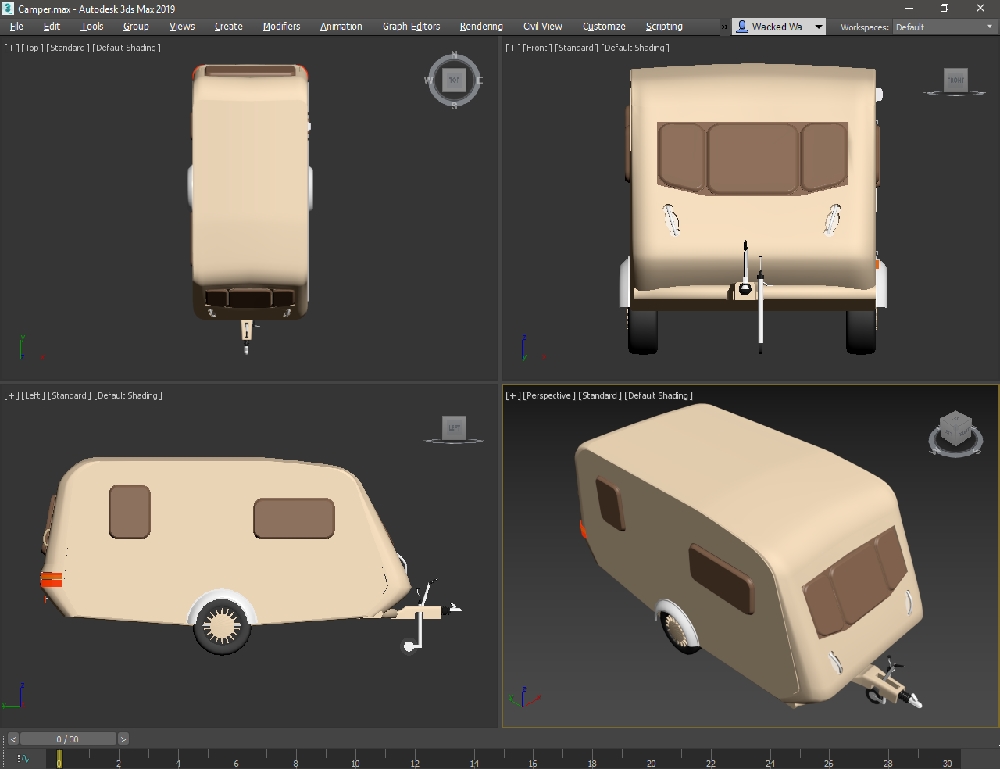 Camper.max - Autodesk 3ds Max 2019
File Edit Tools Group Views Create Modifiers Animation Graph Editors Rendering Civil View Customize Scripting » Wacked Wa Workspaces: Default
[+] [Top] [Standard] [Default Shading]
N
W TOP E
S
[+] [Front] [Standard] [Default Shading]
FRONT
y
z
[+] [Left] [Standard] [Default Shading]
LEFT
z
[+] [Perspective] [Standard] [Default Shading]
z
< 0 / 30 >
0 2 4 6 8 10 12 14 16 18 20 22 24 26 28 30